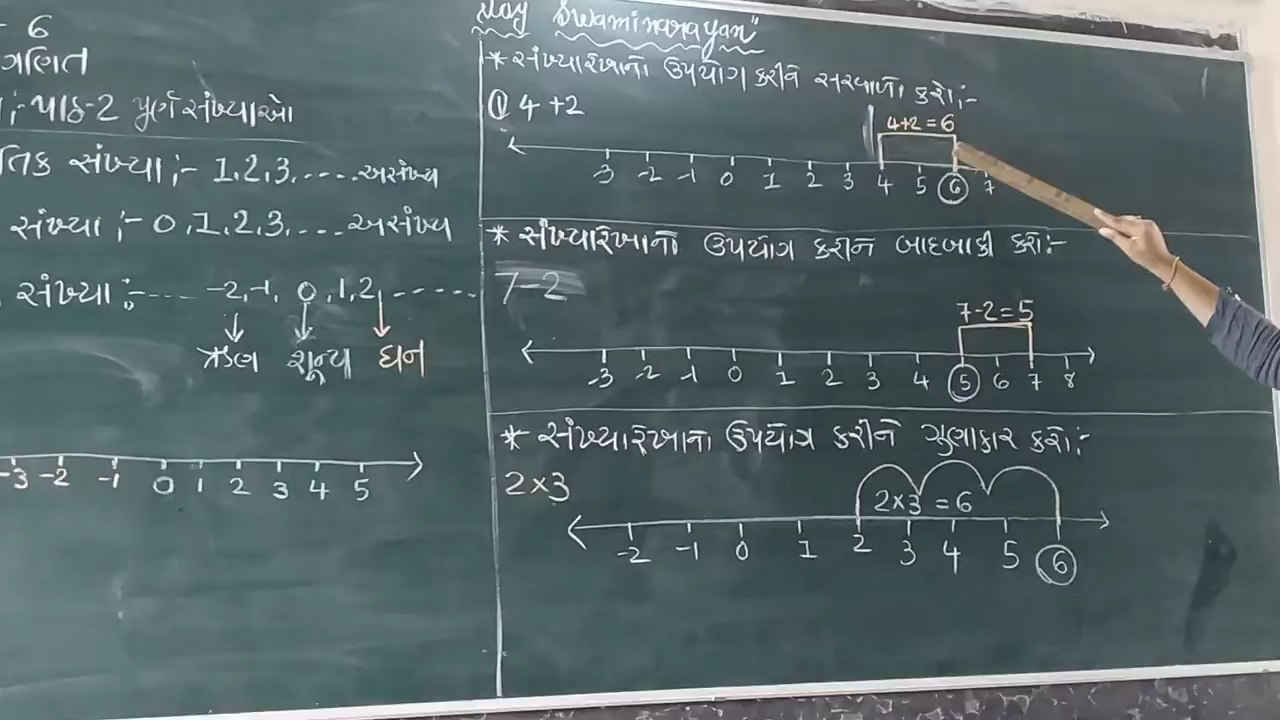 - 6
ગણિત
:- પાઠ-2 પૂર્ણ સંખ્યાઓ
તિક સંખ્યા :- 1,2,3,.... અસંખ્ય
સંખ્યા :- 0,1,2,3,.... અસંખ્ય
સંખ્યા :- .... -2,-1, 0,1,2, .....
ઋણ શૂન્ય ઘન
-3 -2 -1 0 1 2 3 4 5
Jay Swaminarayan"
* સંખ્યારેખાનો ઉપયોગ કરીને સરવાળો કરો :-
① 4 +2
4+2 = 6
-3 -2 -1 0 1 2 3 4 5 6 7
* સંખ્યારેખાનો ઉપયોગ કરીને બાદબાકી કરો :-
7-2
7-2=5
-3 -2 -1 0 1 2 3 4 5 6 7 8
* સંખ્યારેખાનો ઉપયોગ કરીને ગુણાકાર કરો :-
2×3
2×3 = 6
-2 -1 0 1 2 3 4 5 6